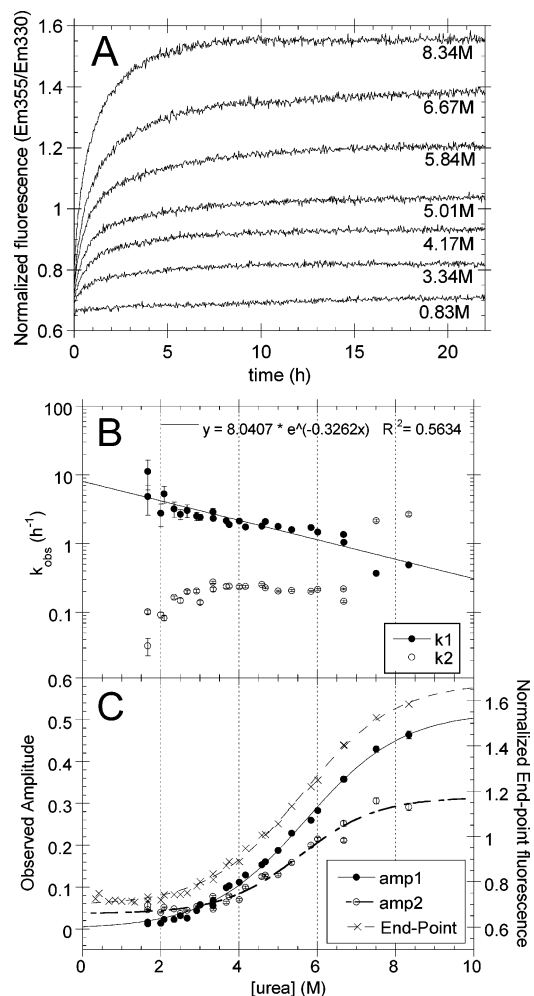 A
Normalized fluorescence (Em355/Em330)
1.6
1.4
1.2
1
0.8
0.6
8.34M
6.67M
5.84M
5.01M
4.17M
3.34M
0.83M
0 5 10 15 20
time (h)
B
y = 8.0407 * e^(-0.3262x) R^2 = 0.5634
k_obs (h^-1)
100
10
1
0.1
k1
k2
C
Observed Amplitude
0.6
0.5
0.4
0.3
0.2
0.1
0
Normalized End-point fluorescence
1.6
1.4
1.2
1
0.8
0.6
amp1
amp2
End-Point
0 2 4 6 8 10
[urea] (M)